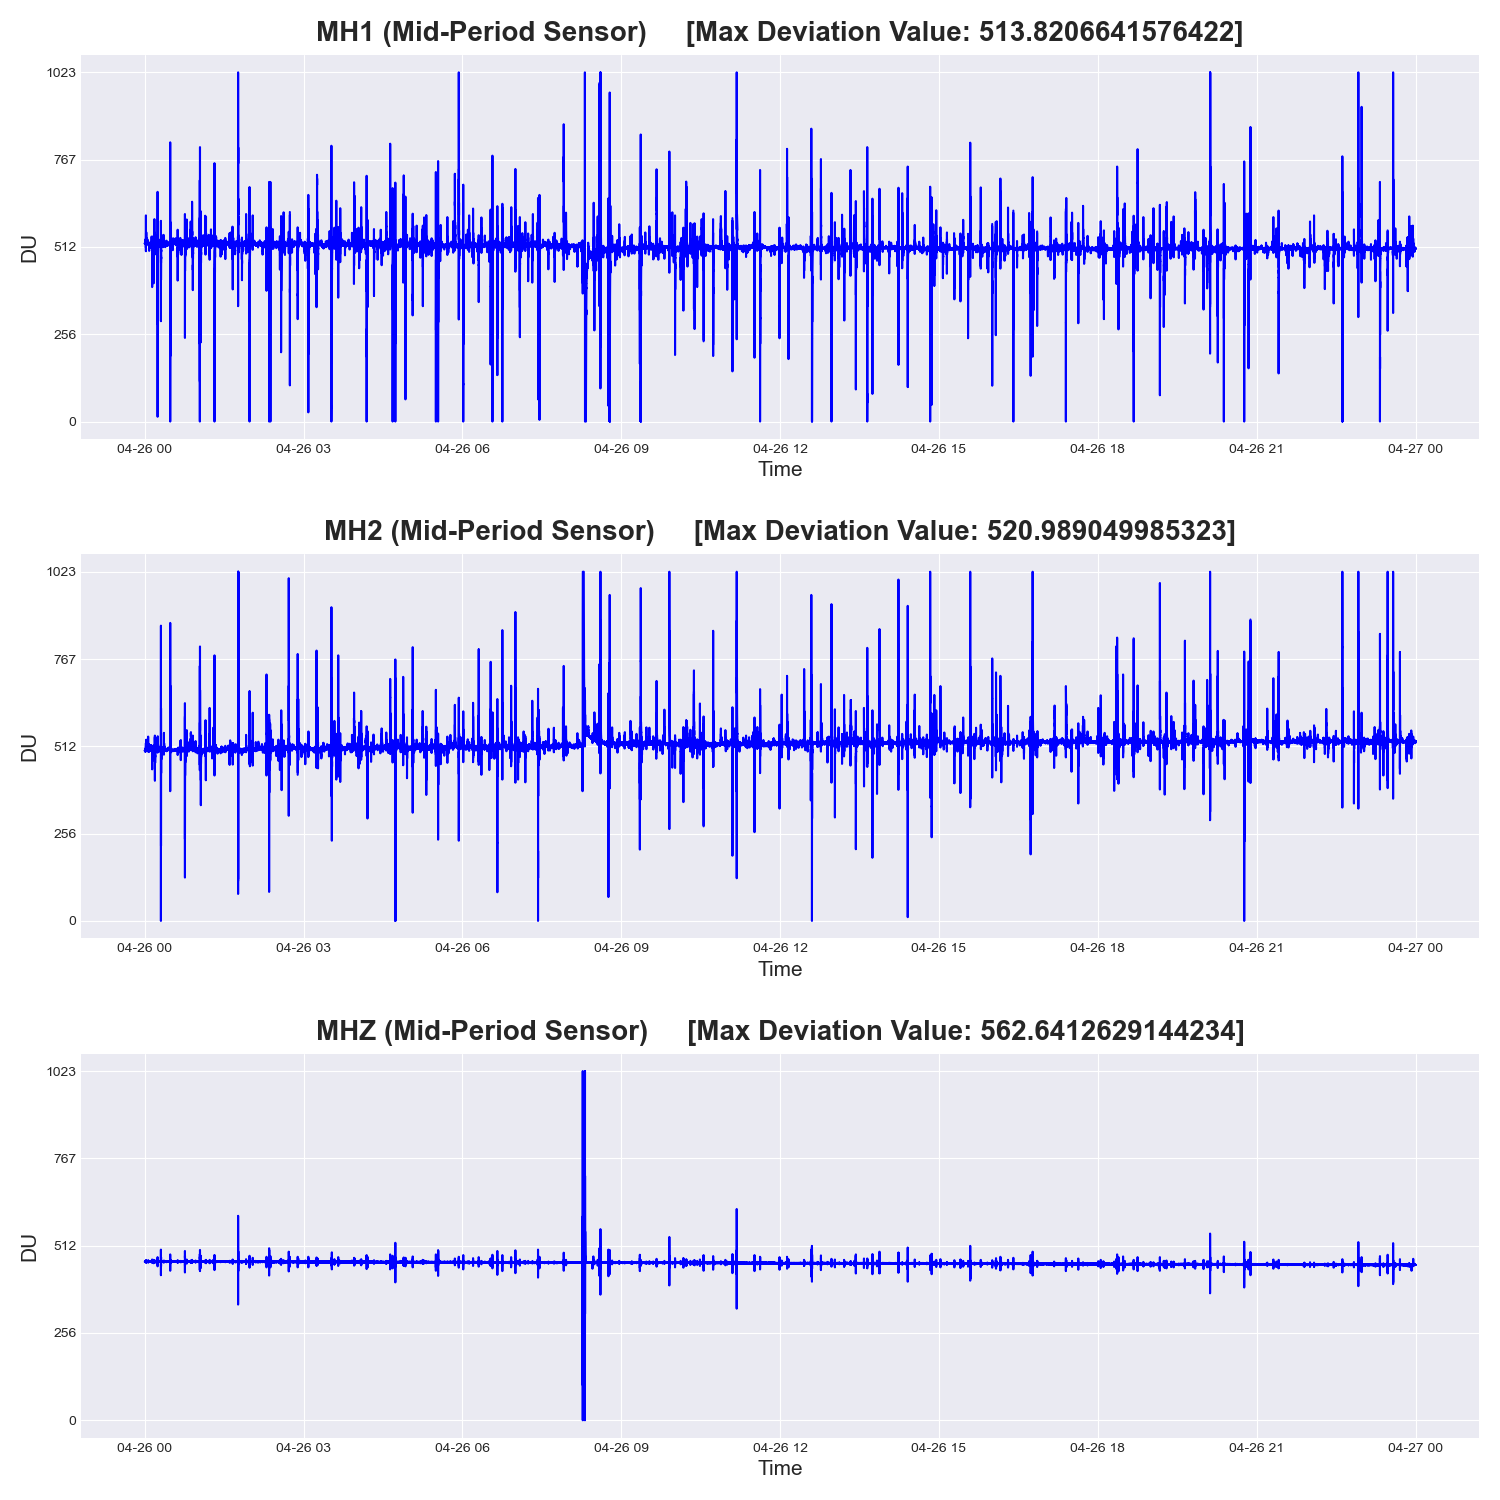 MH1 (Mid-Period Sensor) [Max Deviation Value: 513.8206641576422]
1023
767
512
256
0
DU
04-26 00 04-26 03 04-26 06 04-26 09 04-26 12 04-26 15 04-26 18 04-26 21 04-27 00
Time
MH2 (Mid-Period Sensor) [Max Deviation Value: 520.989049985323]
1023
767
512
256
0
DU
04-26 00 04-26 03 04-26 06 04-26 09 04-26 12 04-26 15 04-26 18 04-26 21 04-27 00
Time
MHZ (Mid-Period Sensor) [Max Deviation Value: 562.6412629144234]
1023
767
512
256
0
DU
04-26 00 04-26 03 04-26 06 04-26 09 04-26 12 04-26 15 04-26 18 04-26 21 04-27 00
Time